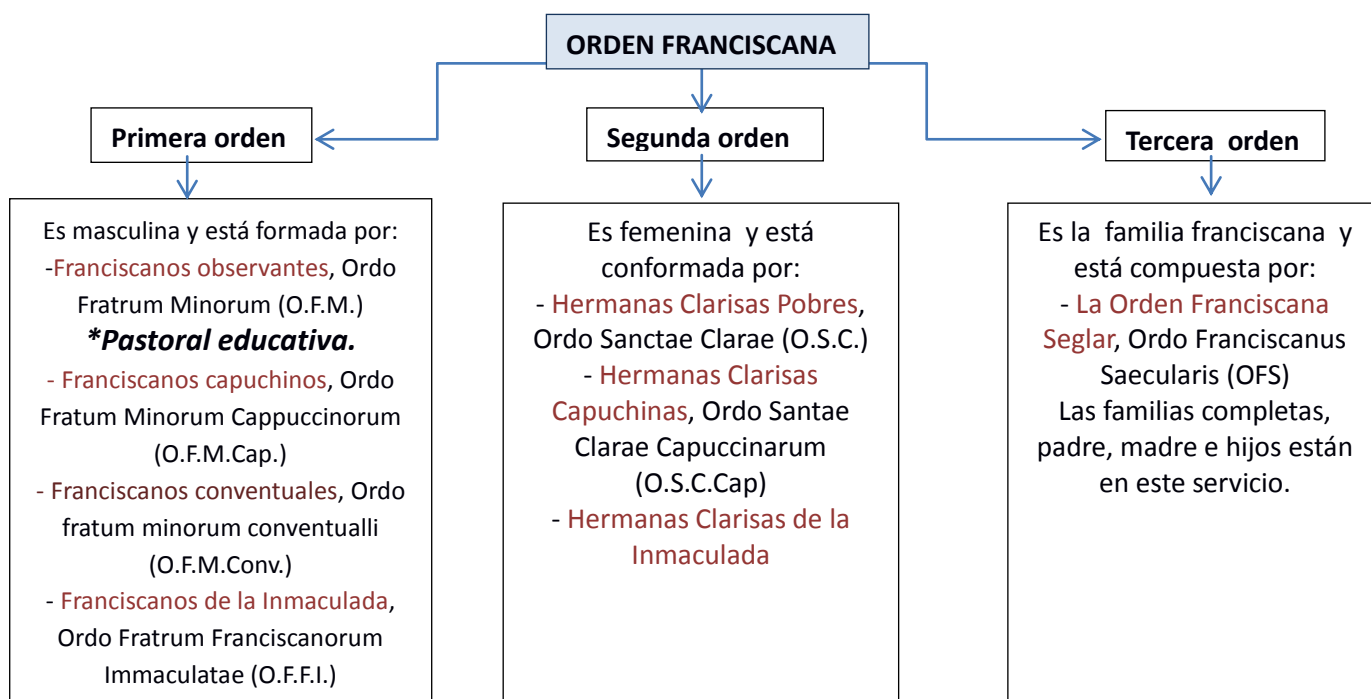 ORDEN FRANCISCANA
Primera orden
Es masculina y está formada por:
-Franciscanos observantes, Ordo
Fratrum Minorum (O.F.M.)
*Pastoral educativa.
- Franciscanos capuchinos, Ordo
Fratum Minorum Cappuccinorum
(O.F.M.Cap.)
- Franciscanos conventuales, Ordo
fratum minorum conventualli
(O.F.M.Conv.)
- Franciscanos de la Inmaculada,
Ordo Fratrum Franciscanorum
Immaculatae (O.F.F.I.)
Segunda orden
Es femenina y está
conformada por:
- Hermanas Clarisas Pobres,
Ordo Sanctae Clarae (O.S.C.)
- Hermanas Clarisas
Capuchinas, Ordo Santae
Clarae Capuccinarum
(O.S.C.Cap)
- Hermanas Clarisas de la
Inmaculada
Tercera orden
Es la familia franciscana y
está compuesta por:
- La Orden Franciscana
Seglar, Ordo Franciscanus
Saecularis (OFS)
Las familias completas,
padre, madre e hijos están
en este servicio.